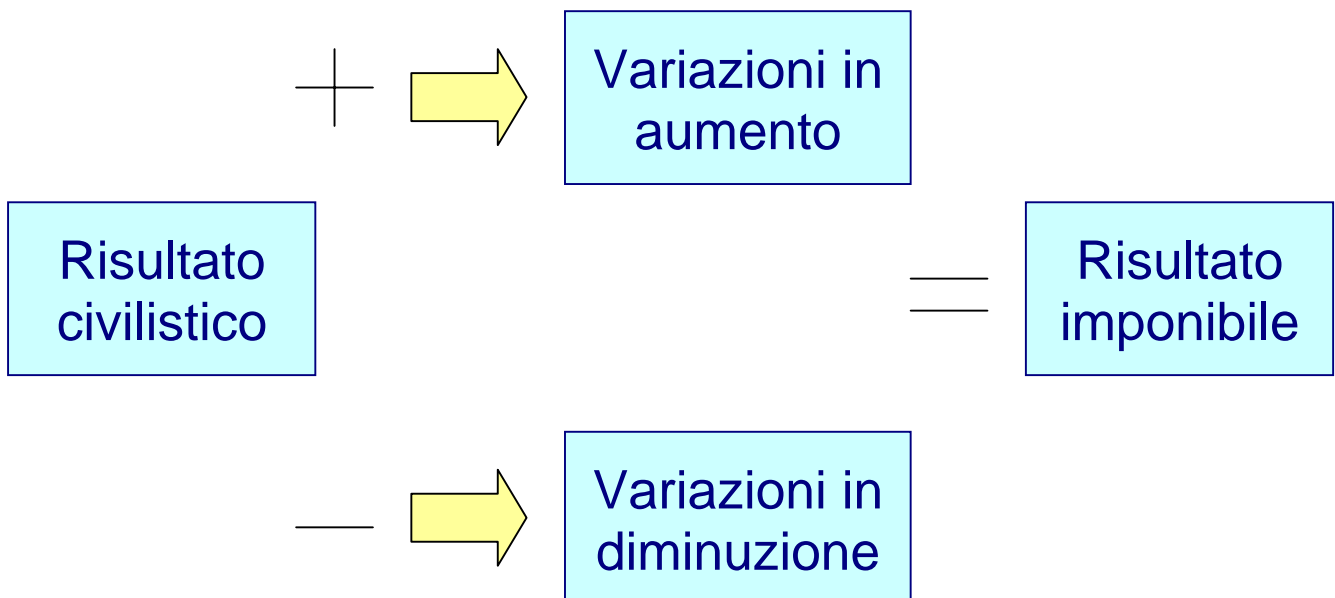 +
Variazioni in
aumento
Risultato
civilistico
=
Risultato
imponibile
—
Variazioni in
diminuzione